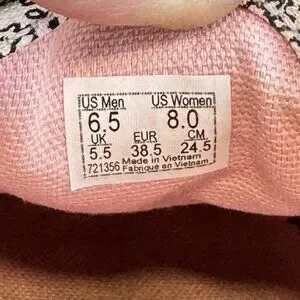 US Men US Women
6.5 8.0
UK EUR CM
5.5 38.5 24.5
Made in Vietnam
721356 Fabrique en Vietnam